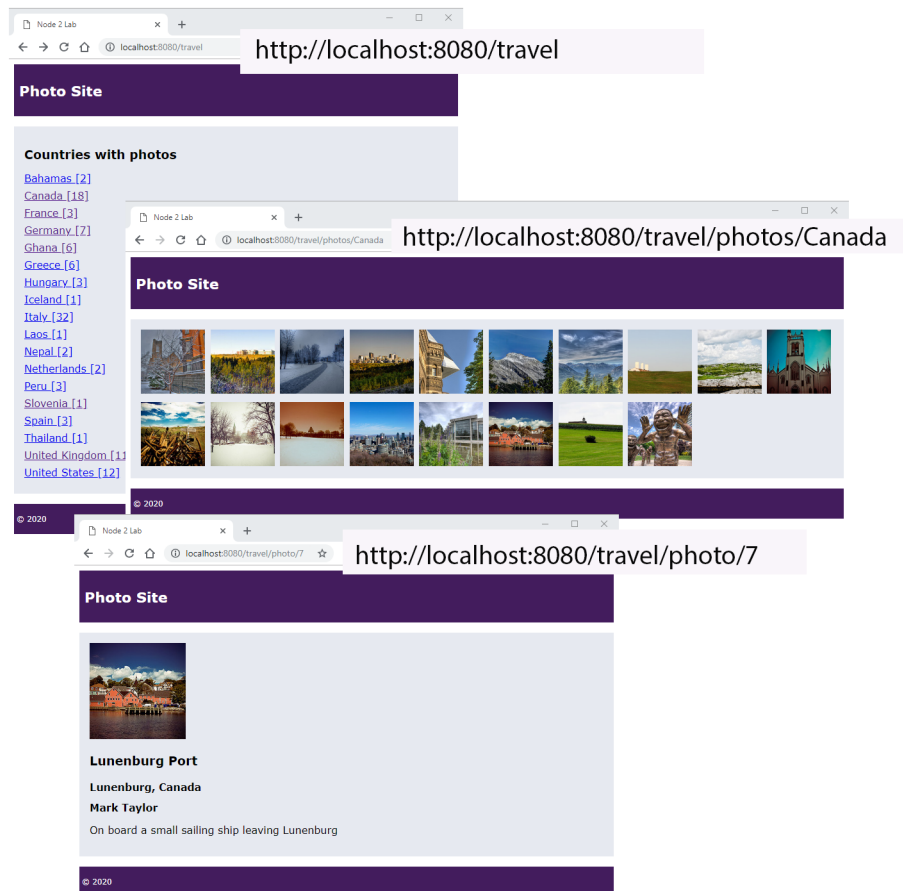 Node 2 Lab
localhost:8080/travel
http://localhost:8080/travel
Photo Site
Countries with photos
Bahamas [2]
Canada [18]
France [3]
Germany [7]
Ghana [6]
Greece [6]
Hungary [3]
Iceland [1]
Italy [32]
Laos [1]
Nepal [2]
Netherlands [2]
Peru [3]
Slovenia [1]
Spain [3]
Thailand [1]
United Kingdom [11
United States [12]
© 2020
Node 2 Lab
localhost:8080/travel/photos/Canada
http://localhost:8080/travel/photos/Canada
Photo Site
© 2020
Node 2 Lab
localhost:8080/travel/photo/7
http://localhost:8080/travel/photo/7
Photo Site
Lunenburg Port
Lunenburg, Canada
Mark Taylor
On board a small sailing ship leaving Lunenburg
© 2020